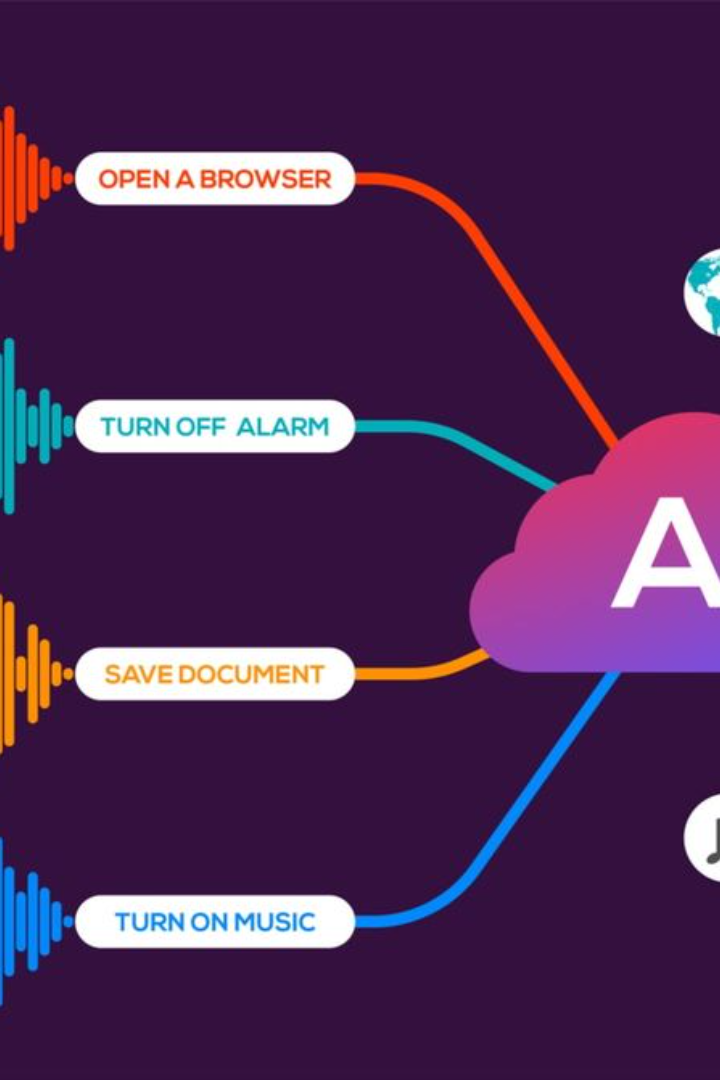 OPEN A BROWSER
TURN OFF ALARM
A
SAVE DOCUMENT
TURN ON MUSIC